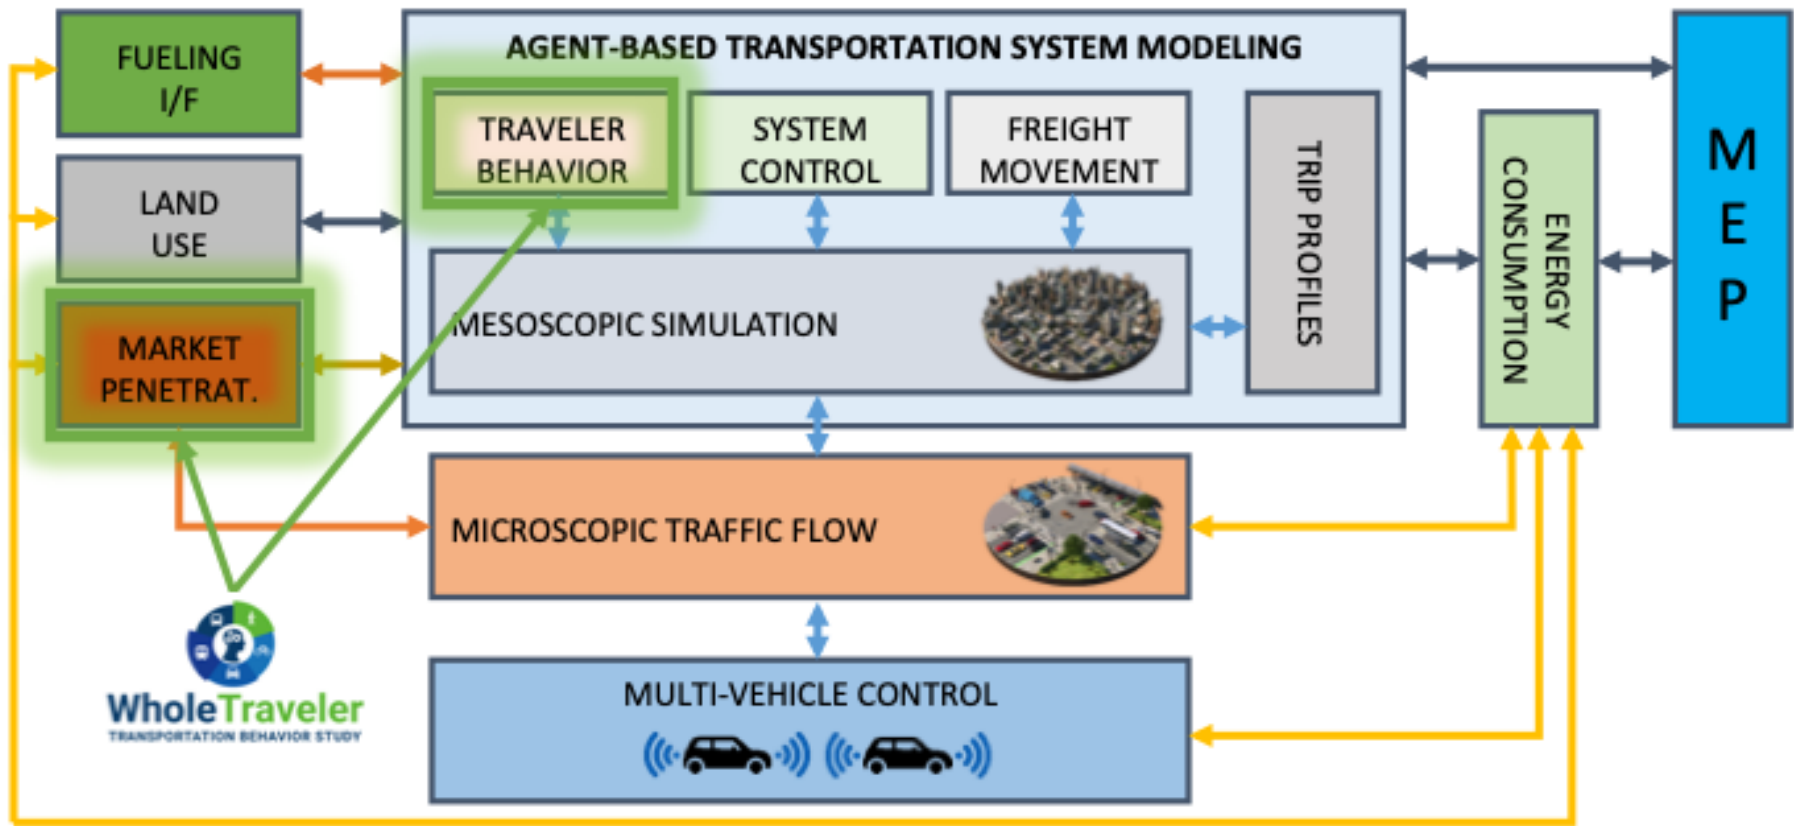 FUELING
I/F
LAND
USE
MARKET
PENETRAT.
AGENT-BASED TRANSPORTATION SYSTEM MODELING
TRAVELER
BEHAVIOR
SYSTEM
CONTROL
FREIGHT
MOVEMENT
TRIP PROFILES
MESOSCOPIC SIMULATION
MICROSCOPIC TRAFFIC FLOW
MULTI-VEHICLE CONTROL
ENERGY
CONSUMPTION
MEP
WholeTraveler
TRANSPORTATION BEHAVIOR STUDY